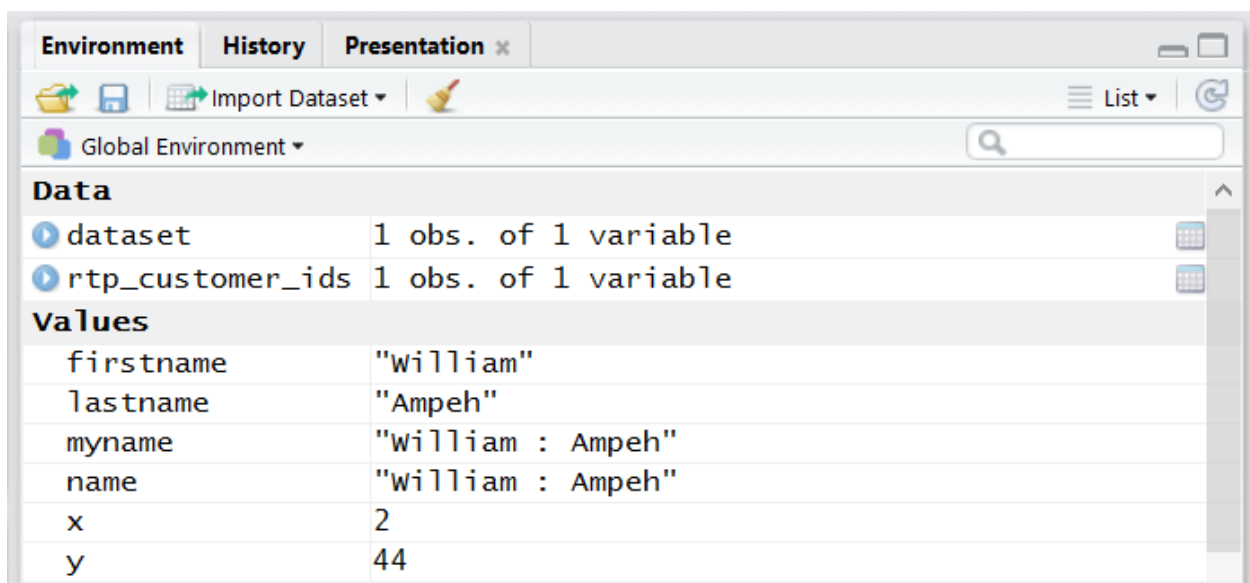 Environment History Presentation
Import Dataset List
Global Environment
Data
dataset 1 obs. of 1 variable
rtp_customer_ids 1 obs. of 1 variable
Values
firstname "William"
lastname "Ampeh"
myname "William : Ampeh"
name "William : Ampeh"
x 2
y 44